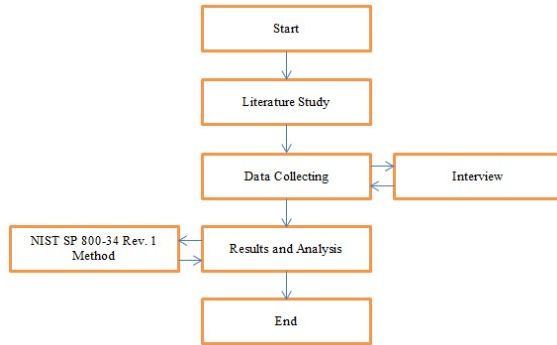 Start
Literature Study
Data Collecting
Interview
NIST SP 800-34 Rev. 1
Method
Results and Analysis
End